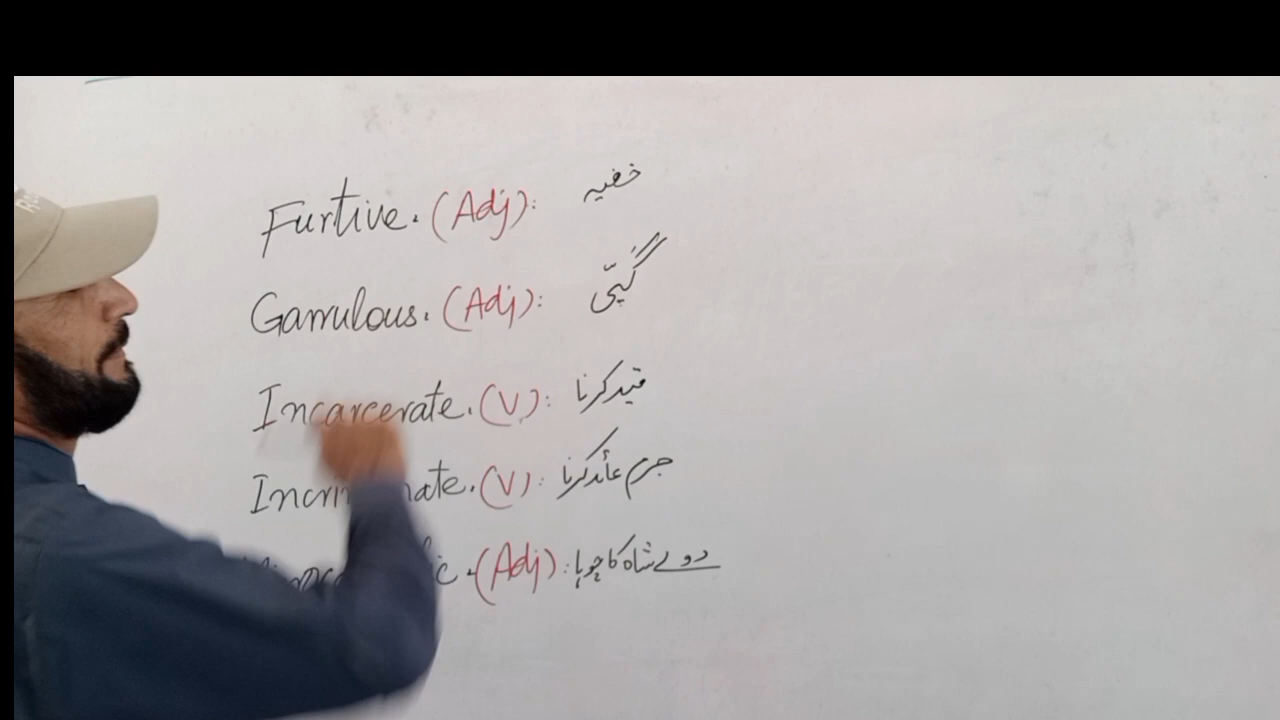 Furtive. (Adj): خفیہ
Garrulous. (Adj): گپّی
Incarcerate. (V): قید کرنا
(V): جرم عائد کرنا
(Adj): دولے شاہ کا چوہا